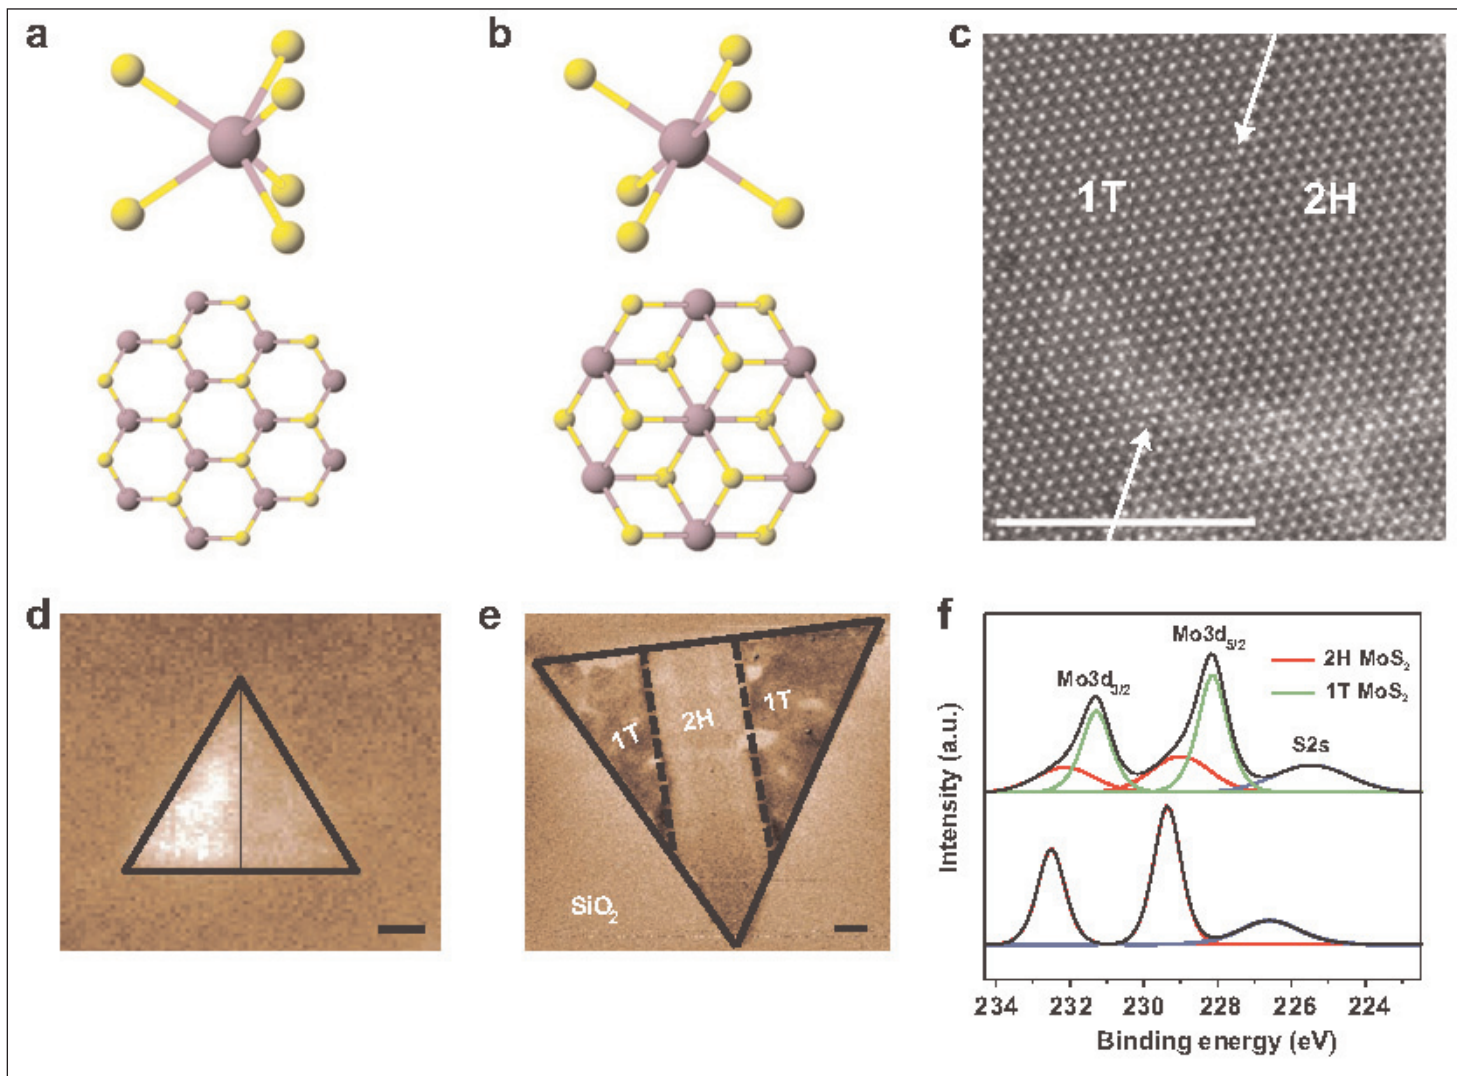 a
b
c
1T
2H
d
e
1T
2H
1T
SiO₂
f
Mo3d₅/₂
Mo3d₃/₂
2H MoS₂
1T MoS₂
S2s
Intensity (a.u.)
234 232 230 228 226 224
Binding energy (eV)